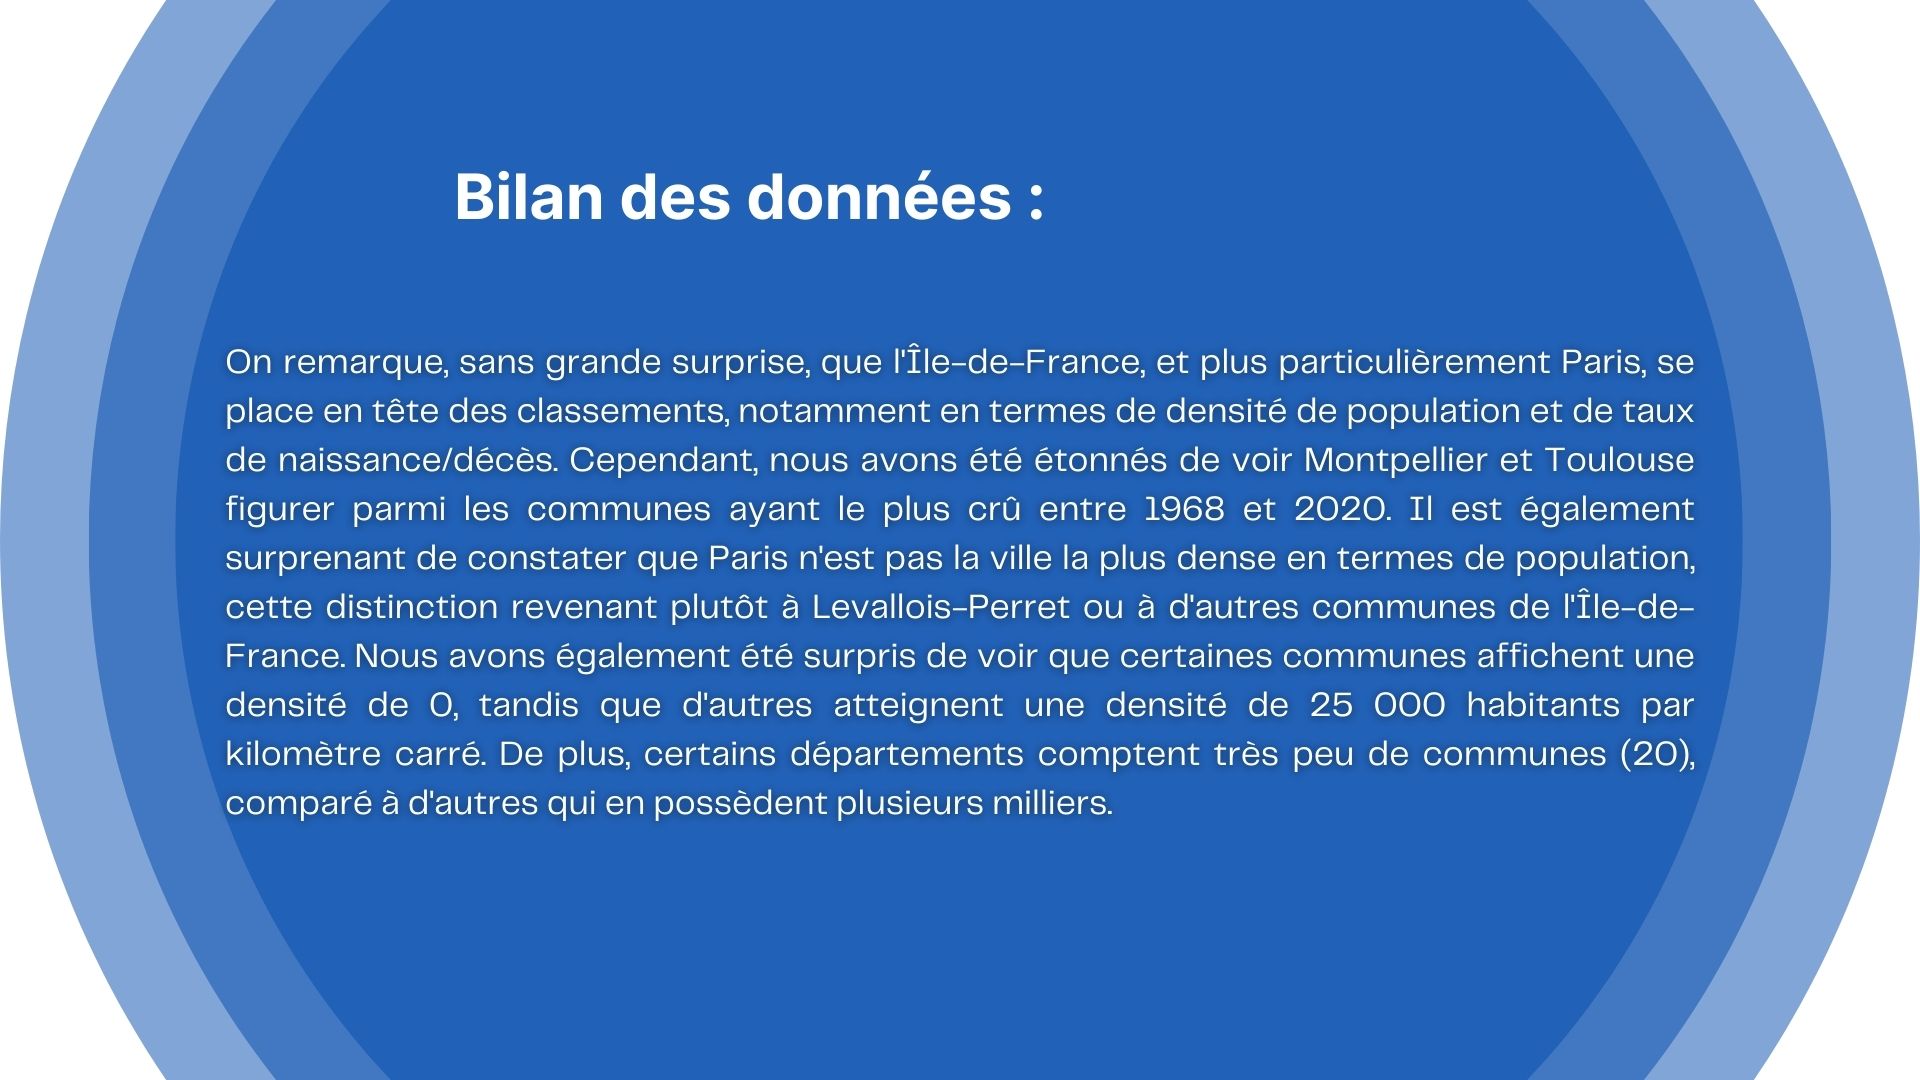 Bilan des données :
On remarque, sans grande surprise, que l'Île-de-France, et plus particulièrement Paris, se
place en tête des classements, notamment en termes de densité de population et de taux
de naissance/décès. Cependant, nous avons été étonnés de voir Montpellier et Toulouse
figurer parmi les communes ayant le plus crû entre 1968 et 2020. Il est également
surprenant de constater que Paris n'est pas la ville la plus dense en termes de population,
cette distinction revenant plutôt à Levallois-Perret ou à d'autres communes de l'Île-de-
France. Nous avons également été surpris de voir que certaines communes affichent une
densité de 0, tandis que d'autres atteignent une densité de 25 000 habitants par
kilomètre carré. De plus, certains départements comptent très peu de communes (20),
comparé à d'autres qui en possèdent plusieurs milliers.